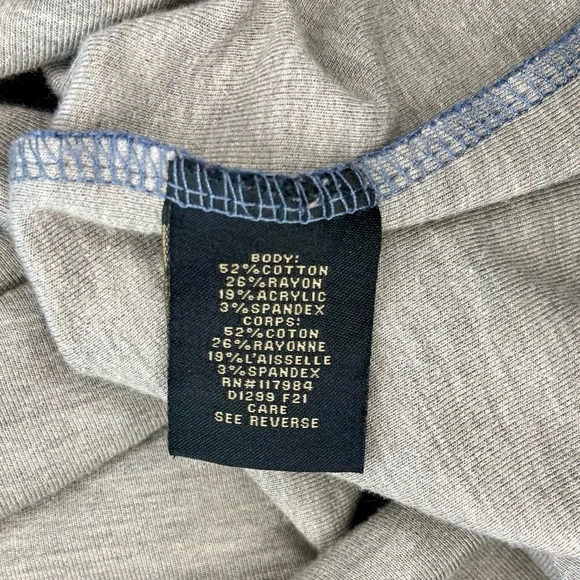 BODY:
52%COTTON
26%RAYON
19%ACRYLIC
3%SPANDEX
CORPS:
52%COTON
26%RAYONNE
19%L'AISSELLE
3%SPANDEX
RN#117984
D1299 F21
CARE
SEE REVERSE